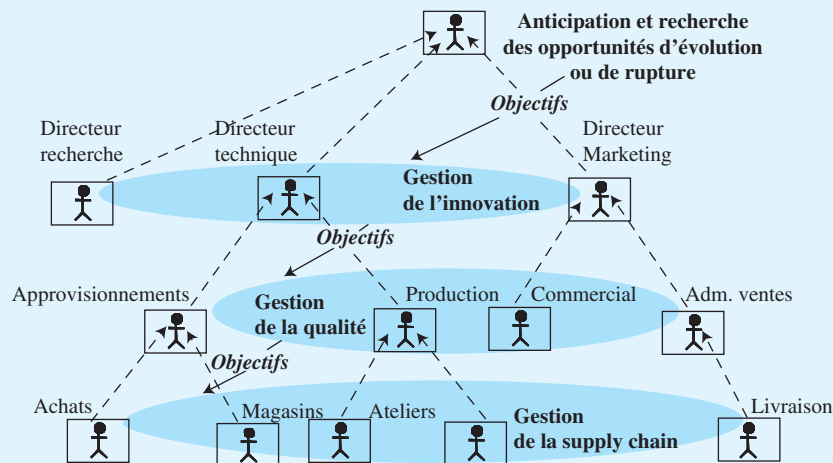 Anticipation et recherche
des opportunités d'évolution
ou de rupture
Objectifs
Directeur
recherche
Directeur
technique
Directeur
Marketing
Gestion
de l'innovation
Objectifs
Approvisionnements
Production
Commercial
Adm. ventes
Gestion
de la qualité
Objectifs
Achats
Magasins
Ateliers
Livraison
Gestion
de la supply chain